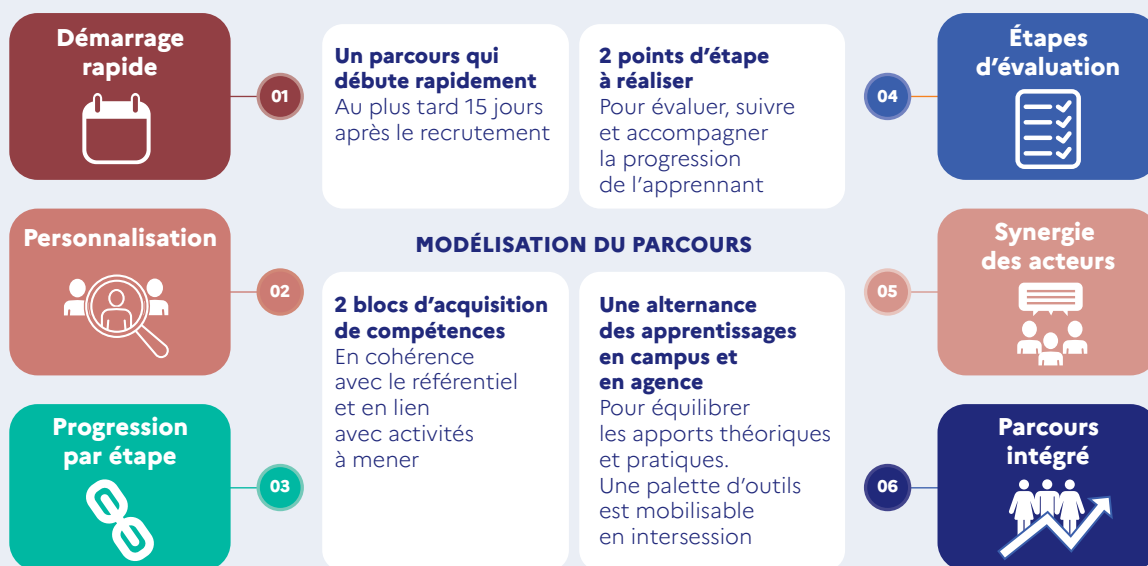 Démarrage
rapide
01
Un parcours qui
débute rapidement
Au plus tard 15 jours
après le recrutement
2 points d'étape
à réaliser
Pour évaluer, suivre
et accompagner
la progression
de l'apprennant
04
Étapes
d'évaluation
Personnalisation
02
MODÉLISATION DU PARCOURS
05
Synergie
des acteurs
2 blocs d'acquisition
de compétences
En cohérence
avec le référentiel
et en lien
avec activités
à mener
Une alternance
des apprentissages
en campus et
en agence
Pour équilibrer
les apports théoriques
et pratiques.
Une palette d'outils
est mobilisable
en intersession
Progression
par étape
03
06
Parcours
intégré